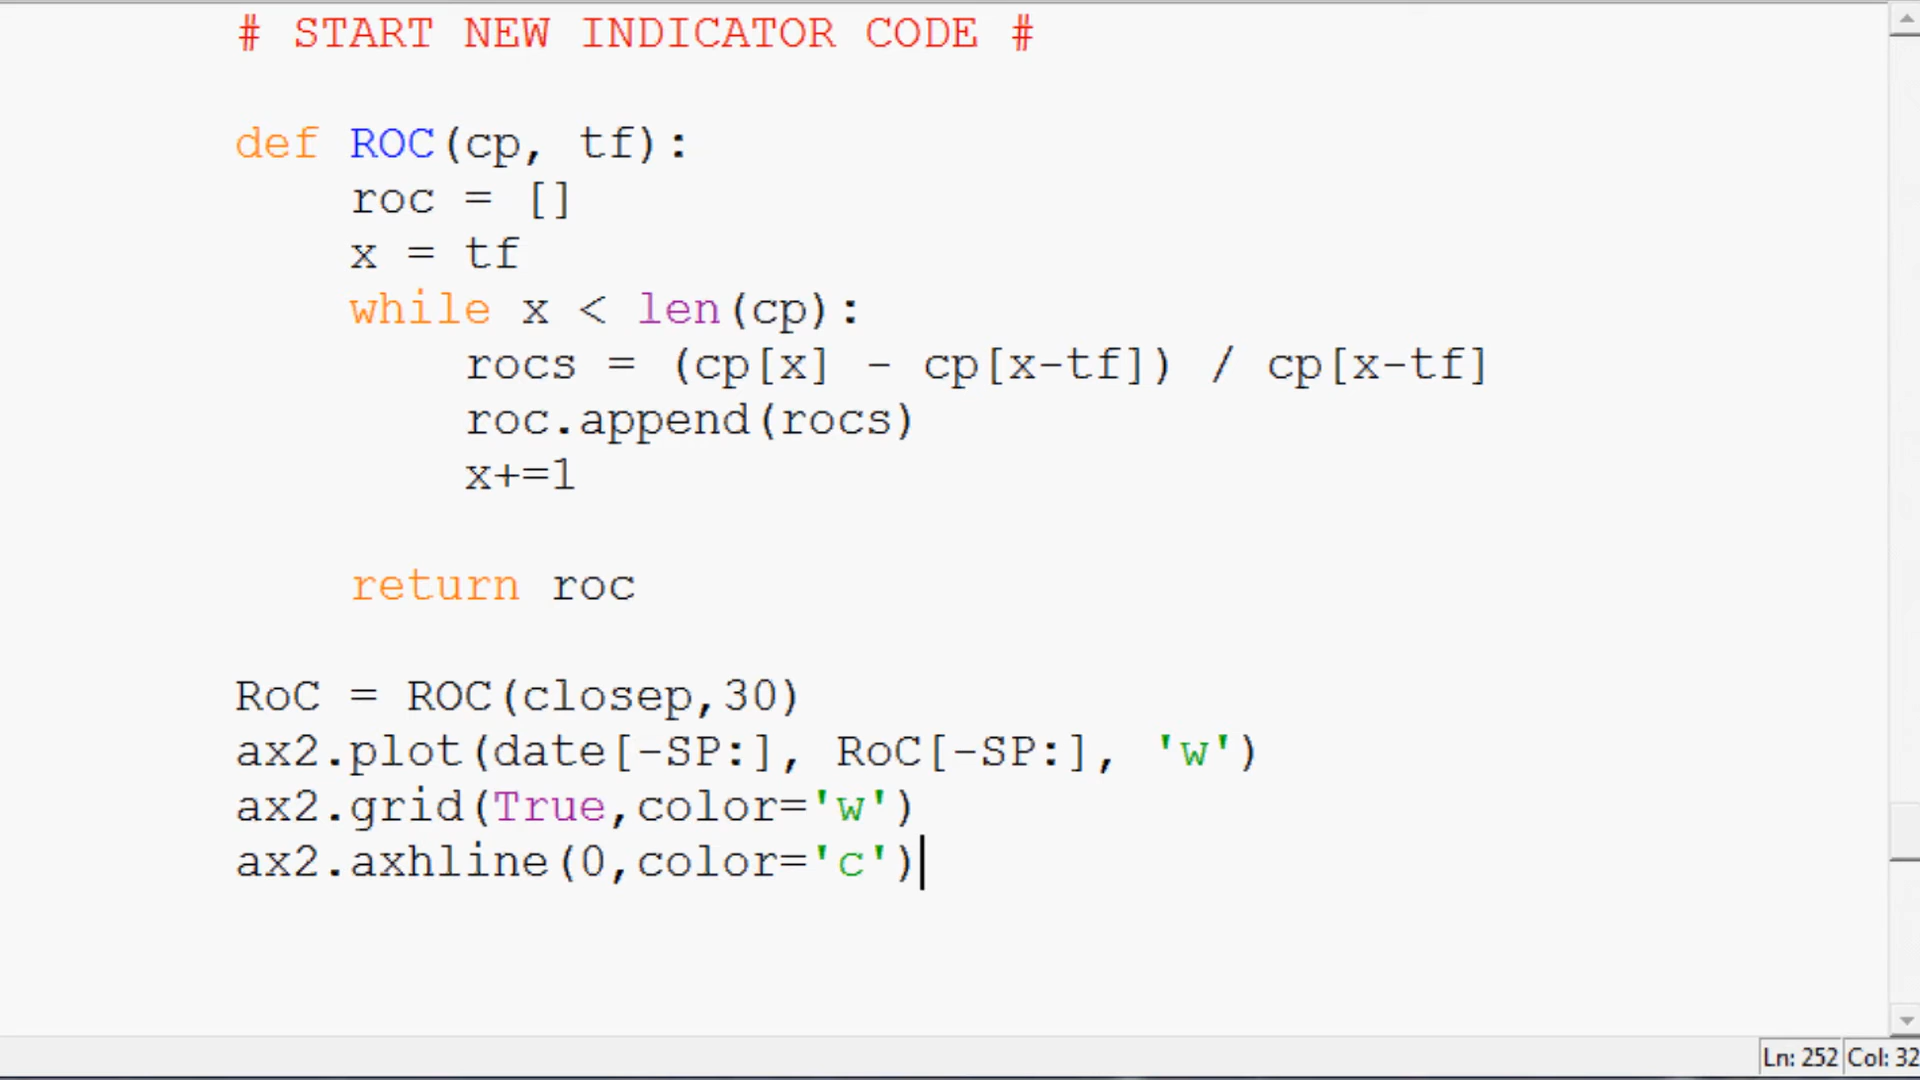 # START NEW INDICATOR CODE #
def ROC(cp, tf):
roc = []
x = tf
while x < len(cp):
rocs = (cp[x] - cp[x-tf]) / cp[x-tf]
roc.append(rocs)
x+=1
return roc
RoC = ROC(closep,30)
ax2.plot(date[-SP:], RoC[-SP:], 'w')
ax2.grid(True,color='w')
ax2.axhline(0,color='c')
Ln: 252 Col: 32